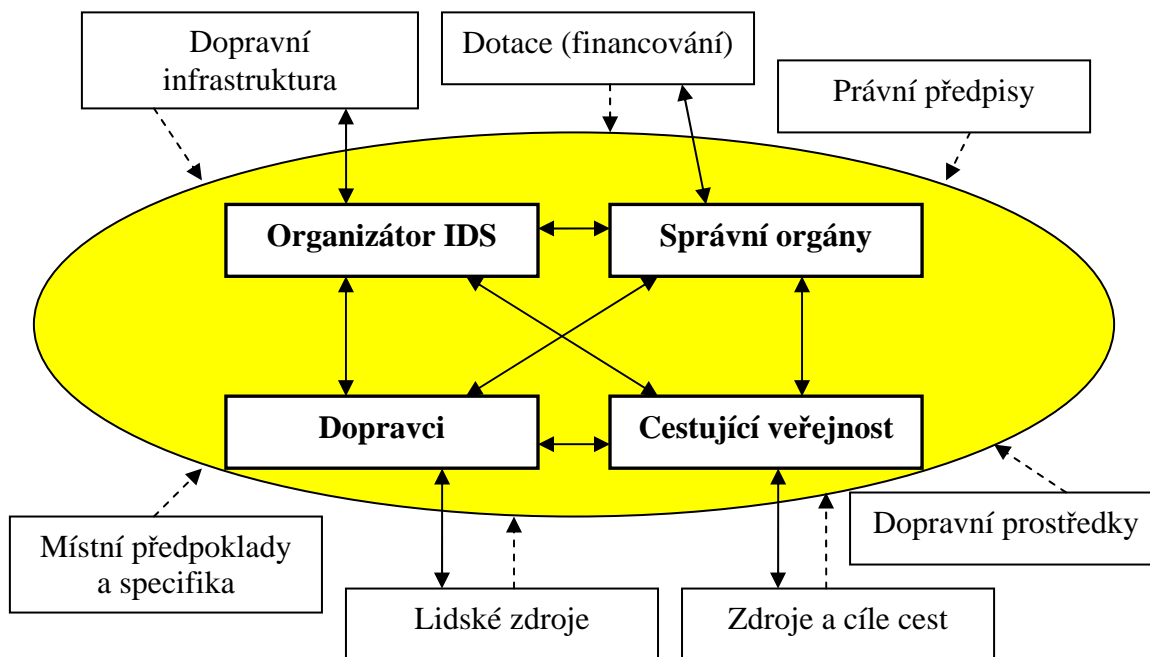 Dopravní
infrastruktura
Dotace (financování)
Právní předpisy
Organizátor IDS
Správní orgány
Dopravci
Cestující veřejnost
Místní předpoklady
a specifika
Dopravní prostředky
Lidské zdroje
Zdroje a cíle cest